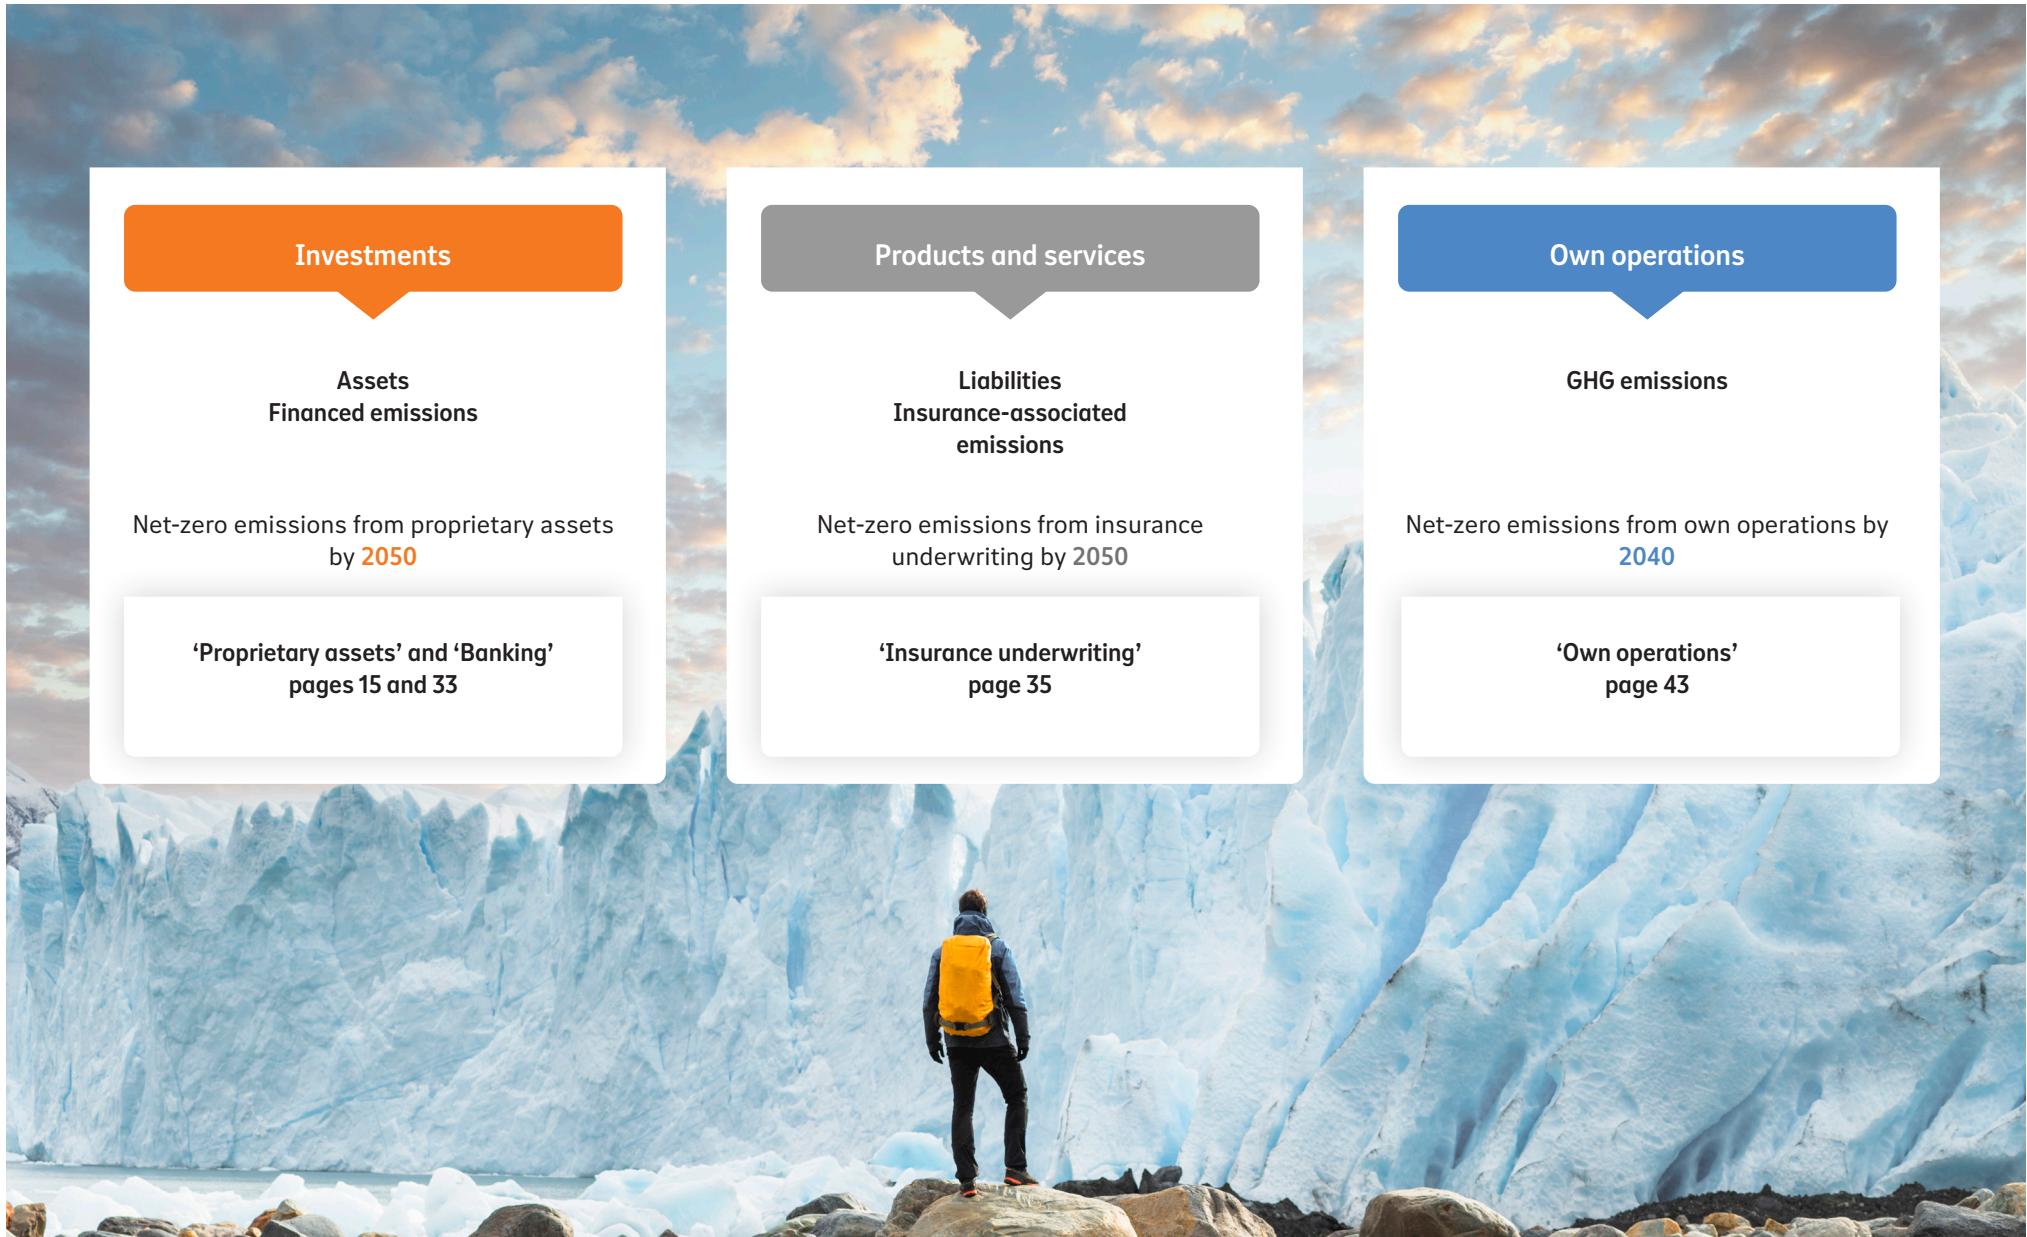 Investments
Assets
Financed emissions
Net-zero emissions from proprietary assets
by 2050
‘Proprietary assets’ and ‘Banking’
pages 15 and 33
Products and services
Liabilities
Insurance-associated
emissions
Net-zero emissions from insurance
underwriting by 2050
‘Insurance underwriting’
page 35
Own operations
GHG emissions
Net-zero emissions from own operations by
2040
‘Own operations’
page 43